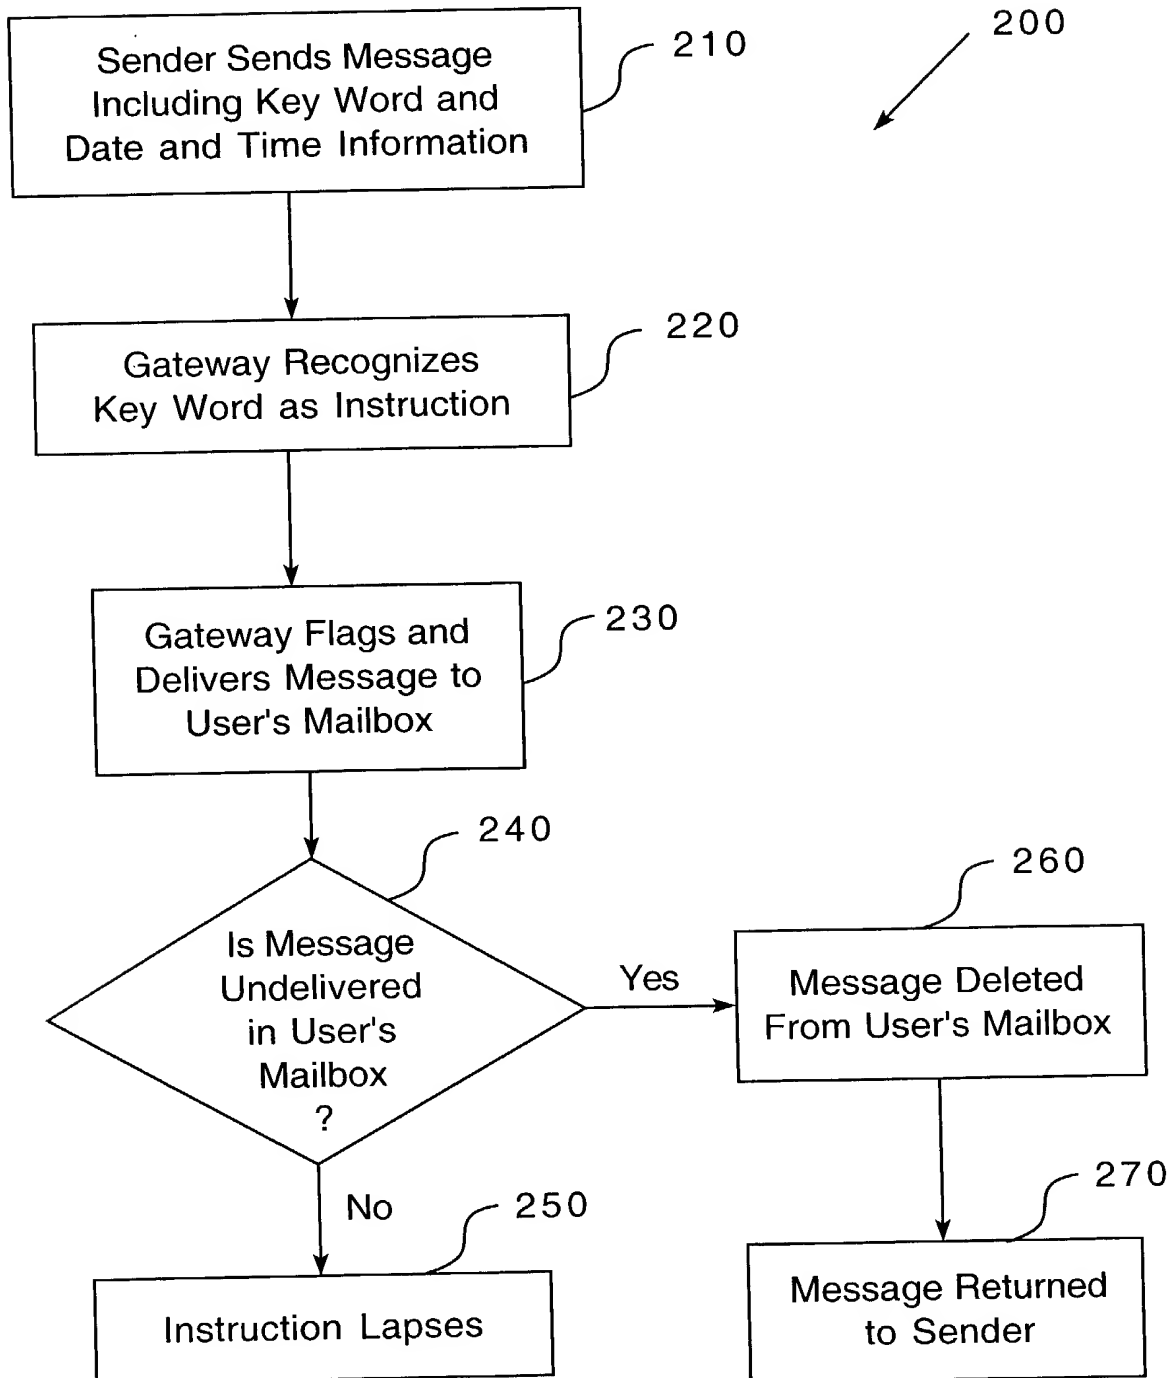 200
210
Sender Sends Message
Including Key Word and
Date and Time Information
220
Gateway Recognizes
Key Word as Instruction
230
Gateway Flags and
Delivers Message to
User's Mailbox
240
Is Message
Undelivered
in User's
Mailbox
?
Yes
260
Message Deleted
From User's Mailbox
No
250
Instruction Lapses
270
Message Returned
to Sender